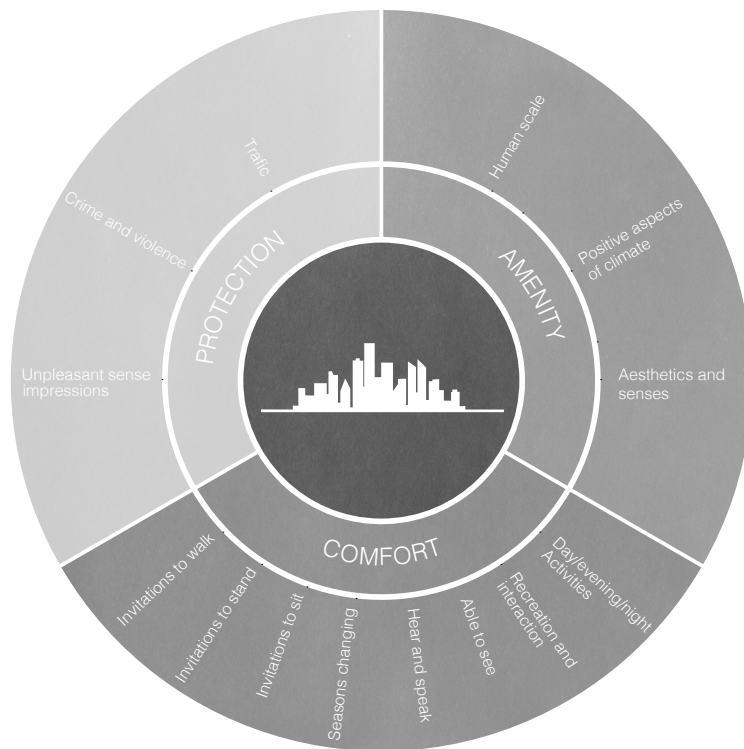 PROTECTION
Trafic
Crime and violence
Unpleasant sense
impressions
AMENITY
Human scale
Positive aspects
of climate
Aesthetics and
senses
COMFORT
Invitations to walk
Invitations to stand
Invitations to sit
Seasons changing
Hear and speak
Able to see
Recreation and
interaction
Day/evening/night
Activities